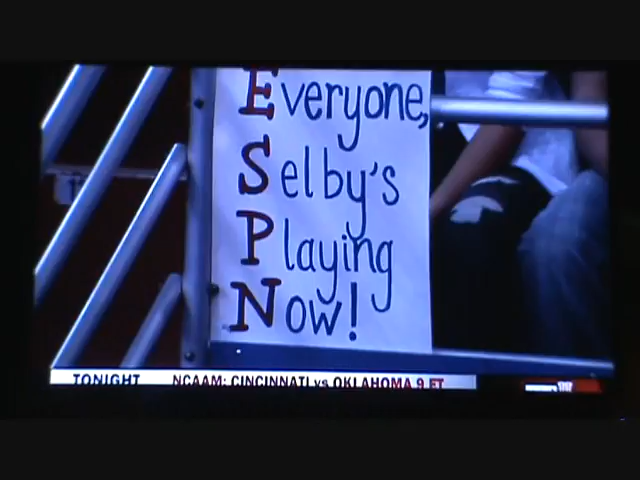 Everyone,
Selby's
Playing
Now!
TONIGHT NCAAM: CINCINNATI vs OKLAHOMA 9 ET